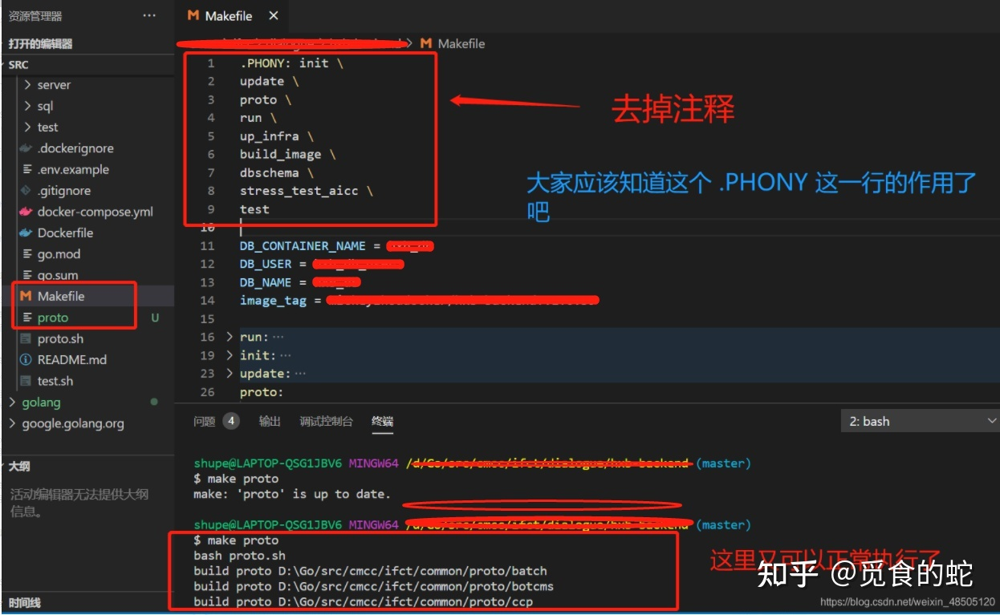 资源管理器
···
打开的编辑器
SRC
server
sql
test
.dockerignore
.env.example
.gitignore
docker-compose.yml
Dockerfile
go.mod
go.sum
Makefile
proto
U
proto.sh
README.md
test.sh
golang
google.golang.org
大纲
活动编辑器无法提供大纲
信息。
时间线
Makefile ×
> Makefile
1 .PHONY: init \
2 update \
3 proto \
4 run \
5 up_infra \
6 build_image \
7 dbschema \
8 stress_test_aicc \
9 test
10
11 DB_CONTAINER_NAME =
12 DB_USER =
13 DB_NAME =
14 image_tag =
15
16 > run: ···
19 > init: ···
23 > update: ···
26 proto:
去掉注释
大家应该知道这个 .PHONY 这一行的作用了
吧
问题 4 输出 调试控制台 终端
2: bash
shupe@LAPTOP-QSG1JBV6 MINGW64 /d/Go/src/cmcc/ifct/dialogue/hxb-backend (master)
$ make proto
make: 'proto' is up to date.
shupe@LAPTOP-QSG1JBV6 MINGW64 /d/Go/src/cmcc/ifct/dialogue/hxb-backend (master)
$ make proto
bash proto.sh
build proto D:\Go/src/cmcc/ifct/common/proto/batch
build proto D:\Go/src/cmcc/ifct/common/proto/botcms
build proto D:\Go/src/cmcc/ifct/common/proto/ccp
这里又可以正常执行了
知乎 @觅食的蛇
https://blog.csdn.net/weixin_48505120